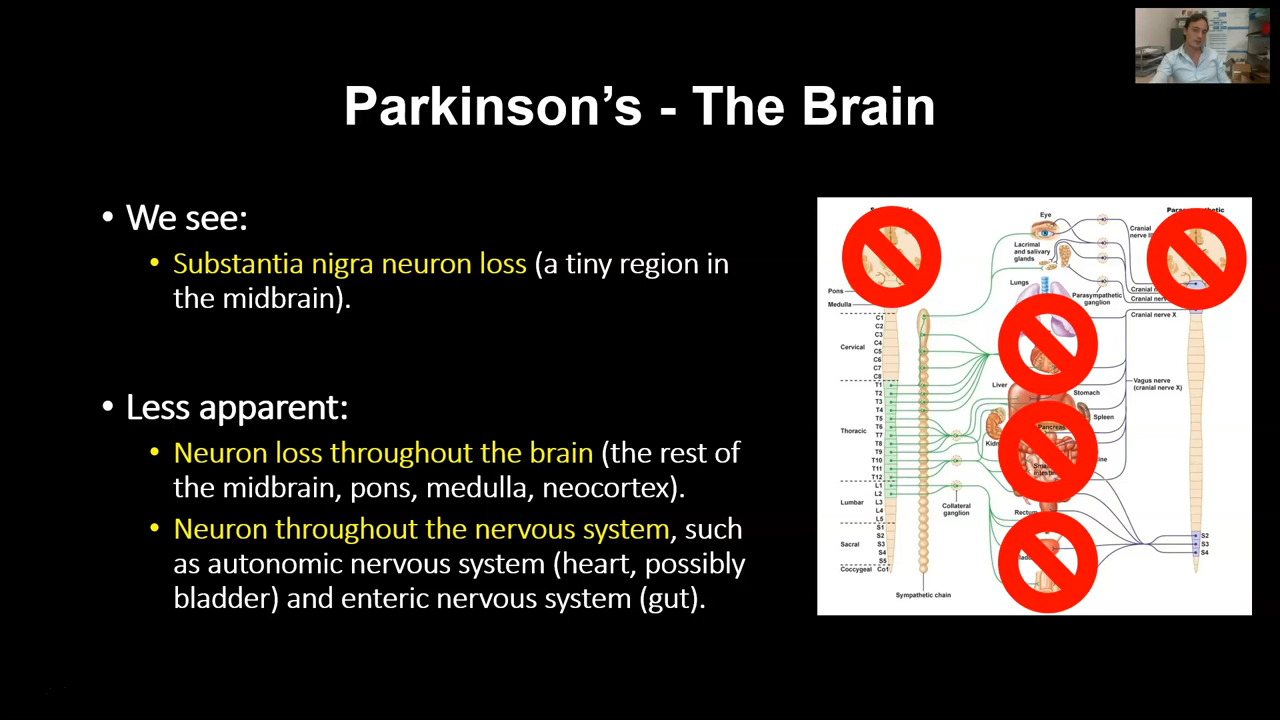 Parkinson's - The Brain
• We see:
• Substantia nigra neuron loss (a tiny region in
the midbrain).
• Less apparent:
• Neuron loss throughout the brain (the rest of
the midbrain, pons, medulla, neocortex).
• Neuron throughout the nervous system, such
as autonomic nervous system (heart, possibly
bladder) and enteric nervous system (gut).
Eye
Cranial
nerve III
Lacrimal
and salivary
glands
Lungs
Parasympathetic
ganglion
Pons
Medulla
Cranial
Cranial
Cranial nerve X
C1
C2
C3
C4
Cervical
C5
C6
C7
C8
T1
T2
T3
T4
T5
Thoracic
T6
T7
T8
T9
T10
T11
T12
L1
L2
Lumbar
L3
L4
L5
S1
S2
Sacral
S3
S4
S5
Coccygeal Co1
Liver
Stomach
Vagus nerve
(cranial nerve X)
Spleen
Pancreas
Collateral
ganglion
Rectum
Sympathetic chain
S2
S3
S4